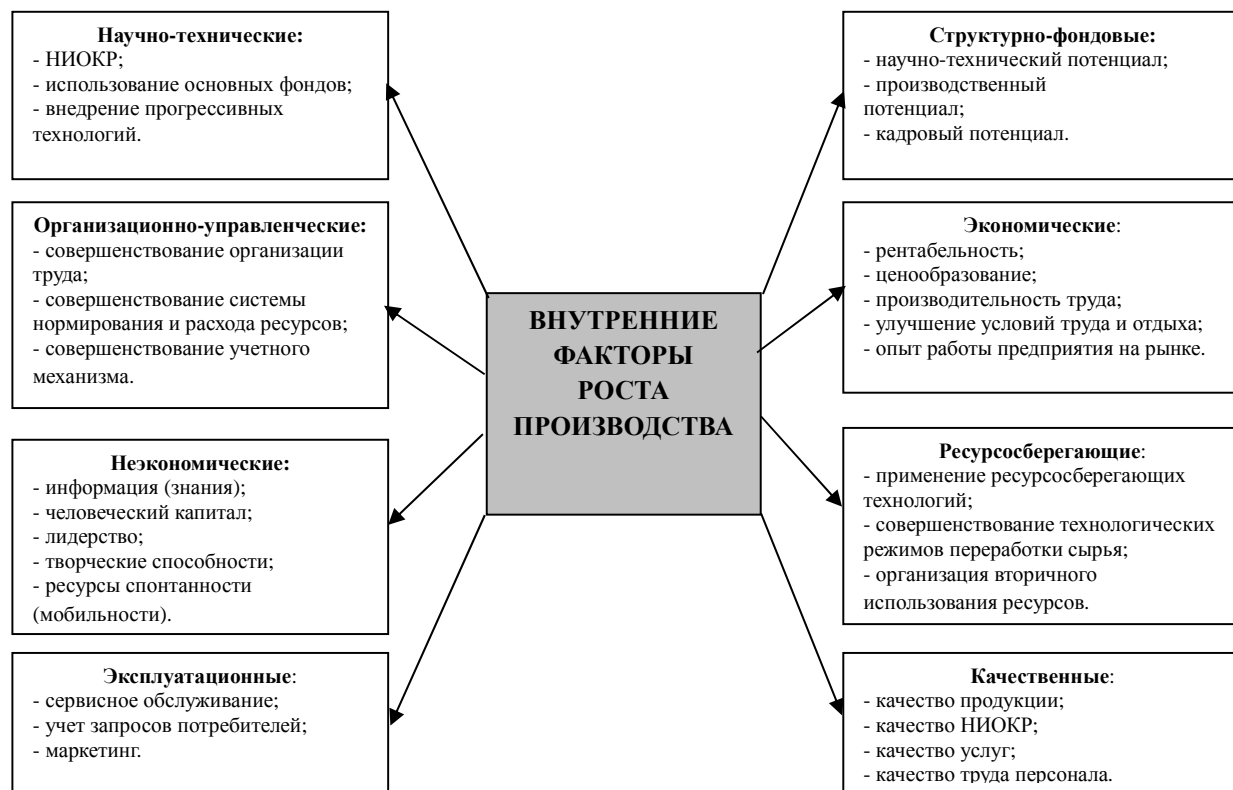 Научно-технические:
- НИОКР;
- использование основных фондов;
- внедрение прогрессивных
технологий.
Организационно-управленческие:
- совершенствование организации
труда;
- совершенствование системы
нормирования и расхода ресурсов;
- совершенствование учетного
механизма.
Неэкономические:
- информация (знания);
- человеческий капитал;
- лидерство;
- творческие способности;
- ресурсы спонтанности
(мобильности).
Эксплуатационные:
- сервисное обслуживание;
- учет запросов потребителей;
- маркетинг.
ВНУТРЕННИЕ
ФАКТОРЫ
РОСТА
ПРОИЗВОДСТВА
Структурно-фондовые:
- научно-технический потенциал;
- производственный
потенциал;
- кадровый потенциал.
Экономические:
- рентабельность;
- ценообразование;
- производительность труда;
- улучшение условий труда и отдыха;
- опыт работы предприятия на рынке.
Ресурсосберегающие:
- применение ресурсосберегающих
технологий;
- совершенствование технологических
режимов переработки сырья;
- организация вторичного
использования ресурсов.
Качественные:
- качество продукции;
- качество НИОКР;
- качество услуг;
- качество труда персонала.